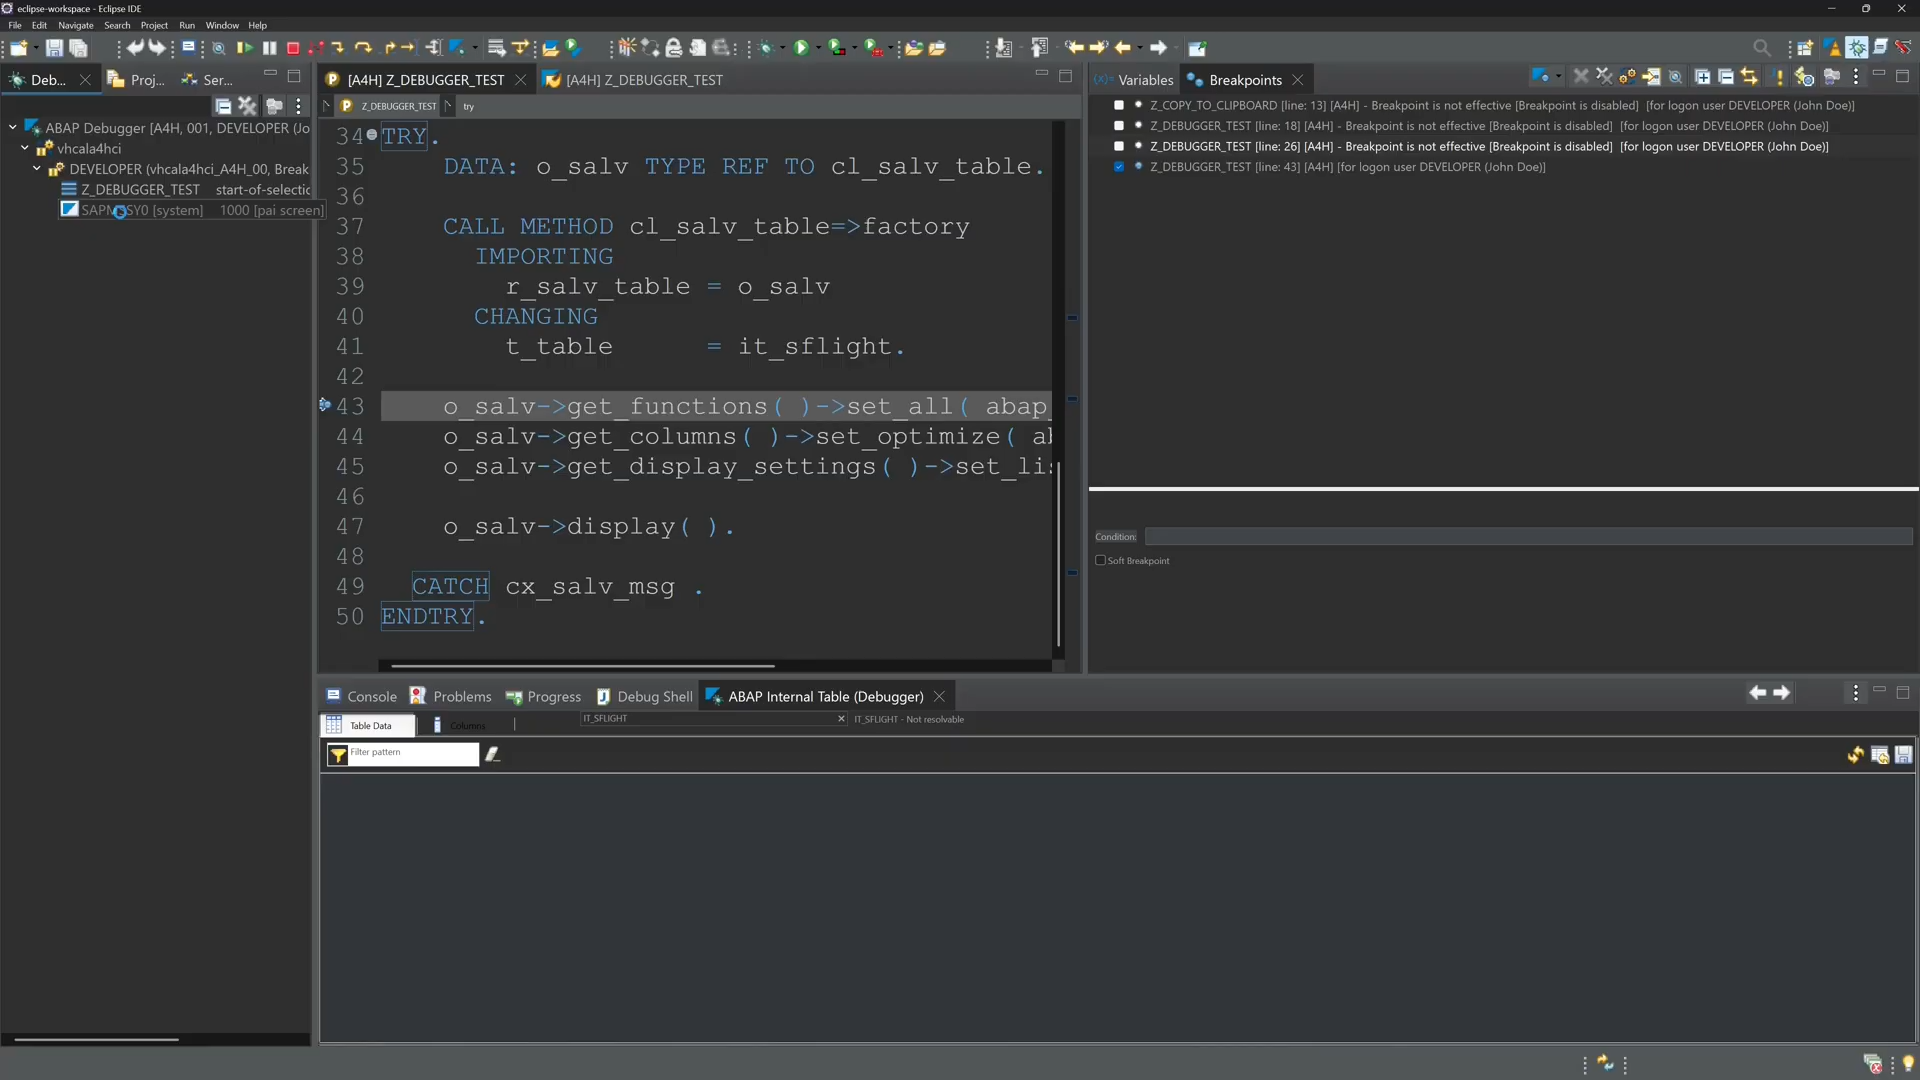 eclipse-workspace - Eclipse IDE
File Edit Navigate Search Project Run Window Help
Deb... Proj... Ser...
[A4H] Z_DEBUGGER_TEST [A4H] Z_DEBUGGER_TEST
Z_DEBUGGER_TEST try
ABAP Debugger [A4H, 001, DEVELOPER (Jo
vhcala4hci
DEVELOPER (vhcala4hci_A4H_00, Break
Z_DEBUGGER_TEST start-of-selectic
[system] 1000 [pai screen]
34 TRY.
35 DATA: o_salv TYPE REF TO cl_salv_table.
36
37 CALL METHOD cl_salv_table=>factory
38 IMPORTING
39 r_salv_table = o_salv
40 CHANGING
41 t_table = it_sflight.
42
43 o_salv->get_functions( )->set_all( abap_
44 o_salv->get_columns( )->set_optimize( ab
45 o_salv->get_display_settings( )->set_lis
46
47 o_salv->display( ).
48
49 CATCH cx_salv_msg .
50 ENDTRY.
Variables Breakpoints
Z_COPY_TO_CLIPBOARD [line: 13] [A4H] - Breakpoint is not effective [Breakpoint is disabled] [for logon user DEVELOPER (John Doe)]
Z_DEBUGGER_TEST [line: 18] [A4H] - Breakpoint is not effective [Breakpoint is disabled] [for logon user DEVELOPER (John Doe)]
Z_DEBUGGER_TEST [line: 26] [A4H] - Breakpoint is not effective [Breakpoint is disabled] [for logon user DEVELOPER (John Doe)]
Z_DEBUGGER_TEST [line: 43] [A4H] [for logon user DEVELOPER (John Doe)]
Condition:
Soft Breakpoint
Console Problems Progress Debug Shell ABAP Internal Table (Debugger)
Table Data Columns IT_SFLIGHT IT_SFLIGHT - Not resolvable
Filter pattern